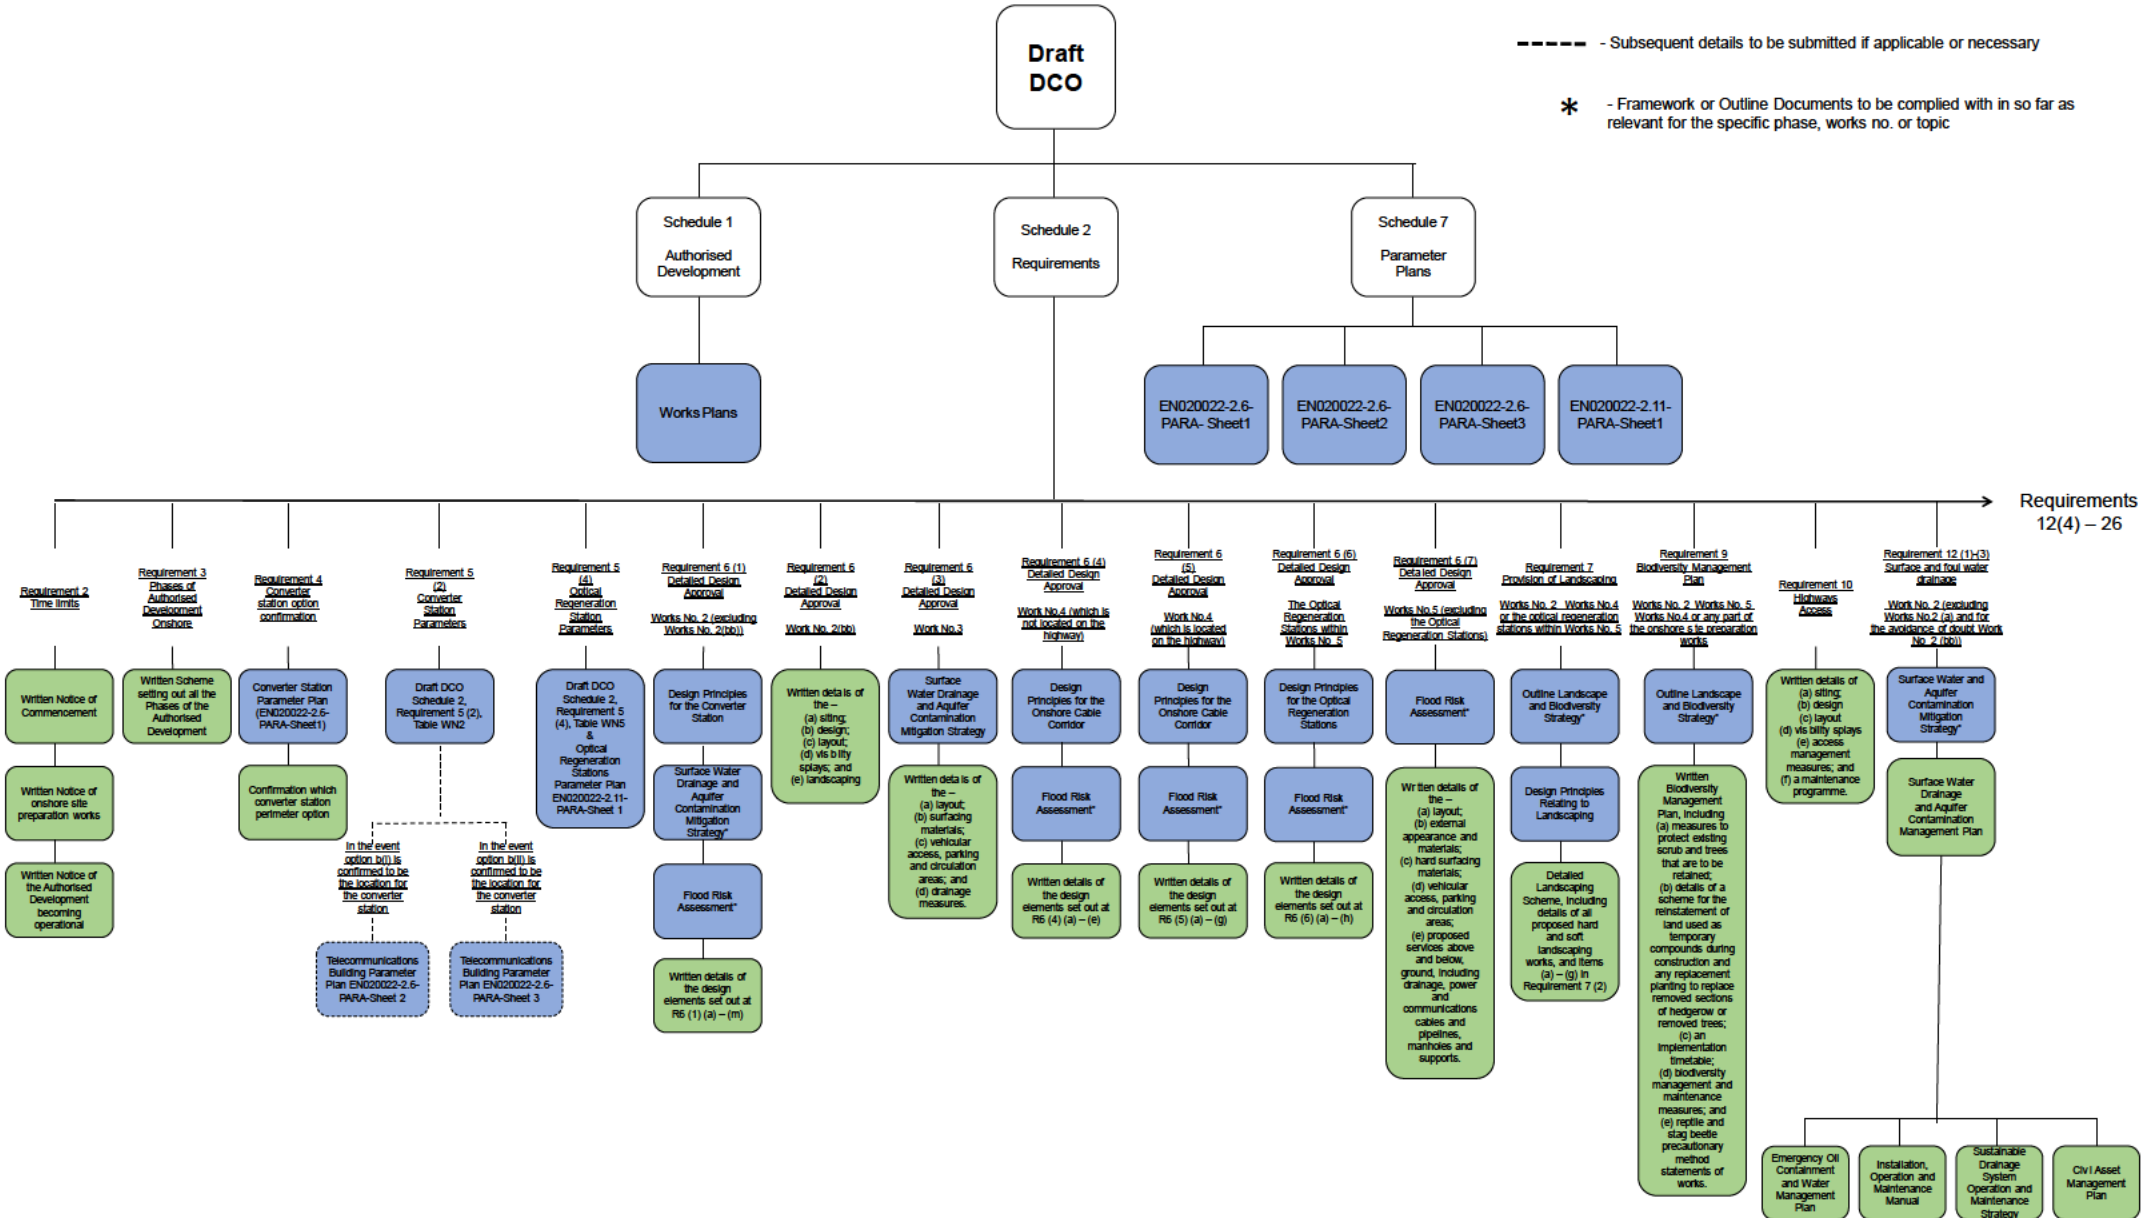 Draft
DCO
- Subsequent details to be submitted if applicable or necessary
*
- Framework or Outline Documents to be complied with in so far as
relevant for the specific phase, works no. or topic
Schedule 1
Authorised
Development
Schedule 2
Requirements
Schedule 7
Parameter
Plans
Works Plans
EN020022-2.6-
PARA- Sheet1
EN020022-2.6-
PARA-Sheet2
EN020022-2.6-
PARA-Sheet3
EN020022-2.11-
PARA-Sheet1
Requirements
12(4) – 26
Requirement 2
Time limits
Written Notice of
Commencement
Written Notice of
onshore site
preparation works
Written Notice of
the Authorised
Development
becoming
operational
Requirement 3
Phases of
Authorised
Development
Onshore
Written Scheme
setting out all the
Phases of the
Authorised
Development
Requirement 4
Converter
station option
confirmation
Converter Station
Parameter Plan
(EN020022-2.6-
PARA-Sheet1)
Confirmation which
converter station
perimeter option
Requirement 5
(2)
Converter
Station
Parameters
Draft DCO
Schedule 2,
Requirement 5 (2),
Table WN2
In the event
option b(i) is
confirmed to be
the location for
the converter
station
In the event
option b(ii) is
confirmed to be
the location for
the converter
station
Telecommunications
Building Parameter
Plan EN020022-2.6-
PARA-Sheet 2
Telecommunications
Building Parameter
Plan EN020022-2.6-
PARA-Sheet 3
Requirement 5
(4)
Optical
Regeneration
Station
Parameters
Draft DCO
Schedule 2,
Requirement 5
(4), Table WN5
&
Optical
Regeneration
Stations
Parameter Plan
EN020022-2.11-
PARA-Sheet 1
Requirement 6 (1)
Detailed Design
Approval
Works No. 2 (excluding
Works No. 2(bb))
Design Principles
for the Converter
Station
Surface Water
Drainage and
Aquifer
Contamination
Mitigation
Strategy*
Flood Risk
Assessment*
Written details of
the design
elements set out at
R6 (1) (a) – (m)
Requirement 6
(2)
Detailed Design
Approval
Work No. 2(bb)
Written details of
the –
(a) siting;
(b) design;
(c) layout;
(d) visibility
splays; and
(e) landscaping
Requirement 6
(3)
Detailed Design
Approval
Work No.3
Surface
Water Drainage
and Aquifer
Contamination
Mitigation Strategy
Written details of
the –
(a) layout;
(b) surfacing
materials;
(c) vehicular
access, parking
and circulation
areas; and
(d) drainage
measures.
Requirement 6 (4)
Detailed Design
Approval
Work No.4 (which is
not located on the
highway)
Design
Principles for the
Onshore Cable
Corridor
Flood Risk
Assessment*
Written details of
the design
elements set out at
R6 (4) (a – (e)
Requirement 6
(5)
Detailed Design
Approval
Work No.4
(which is located
on the highway)
Design
Principles for the
Onshore Cable
Corridor
Flood Risk
Assessment*
Written details of
the design
elements set out at
R6 (5) (a – (g)
Requirement 6 (6)
Detailed Design
Approval
The Optical
Regeneration
Stations within
Works No. 5
Design Principles
for the Optical
Regeneration
Stations
Flood Risk
Assessment*
Written details of
the design
elements set out at
R6 (6) (a – (h)
Requirement 6 (7)
Detailed Design
Approval
Works No.5 (excluding
the Optical
Regeneration Stations)
Flood Risk
Assessment*
Written details of
the –
(a) layout;
(b) external
appearance and
materials;
(c) hard surfacing
materials;
(d) vehicular
access, parking
and circulation
areas;
(e) proposed
services above
and below,
ground, including
drainage, power
and
communications
cables and
pipelines,
manholes and
supports.
Requirement 7
Provision of Landscaping
Works No. 2 Works No.4
or the optical regeneration
stations within Works No. 5
Outline Landscape
and Biodiversity
Strategy*
Design Principles
Relating to
Landscaping
Detailed
Landscaping
Scheme, including
details of all
proposed hard
and soft
landscaping
works, and items
(a) – (g) in
Requirement 7 (2)
Requirement 9
Biodiversity Management
Plan
Works No. 2 Works No. 5
Works No.4 or any part of
the onshore site preparation
works
Outline Landscape
and Biodiversity
Strategy*
Written
Biodiversity
Management
Plan, including
(a) measures to
protect existing
scrub and trees
that are to be
retained;
(b) details of a
scheme for the
reinstatement of
land used as
temporary
compounds during
construction and
any replacement
planting to replace
removed sections
of hedgerow or
removed trees;
(c) an
implementation
timetable;
(d) biodiversity
management and
maintenance
measures; and
(e) reptile and
stag beetle
precautionary
method
statements of
works.
Requirement 10
Highways
Access
Written details of
(a) siting;
(b) design
(c) layout
(d) visibility splays
(e) access
management
measures; and
(f) a maintenance
programme.
Requirement 12 (1)-(3)
Surface and foul water
drainage
Work No. 2 (excluding
Works No.2 (a) and for
the avoidance of doubt Work
No. 2 (bb))
Surface Water and
Aquifer
Contamination
Mitigation
Strategy*
Surface Water
Drainage
and Aquifer
Contamination
Management Plan
Emergency Oil
Containment
and Water
Management
Plan
Installation,
Operation and
Maintenance
Manual
Sustainable
Drainage
System
Operation and
Maintenance
Strategy
Civil Asset
Management
Plan